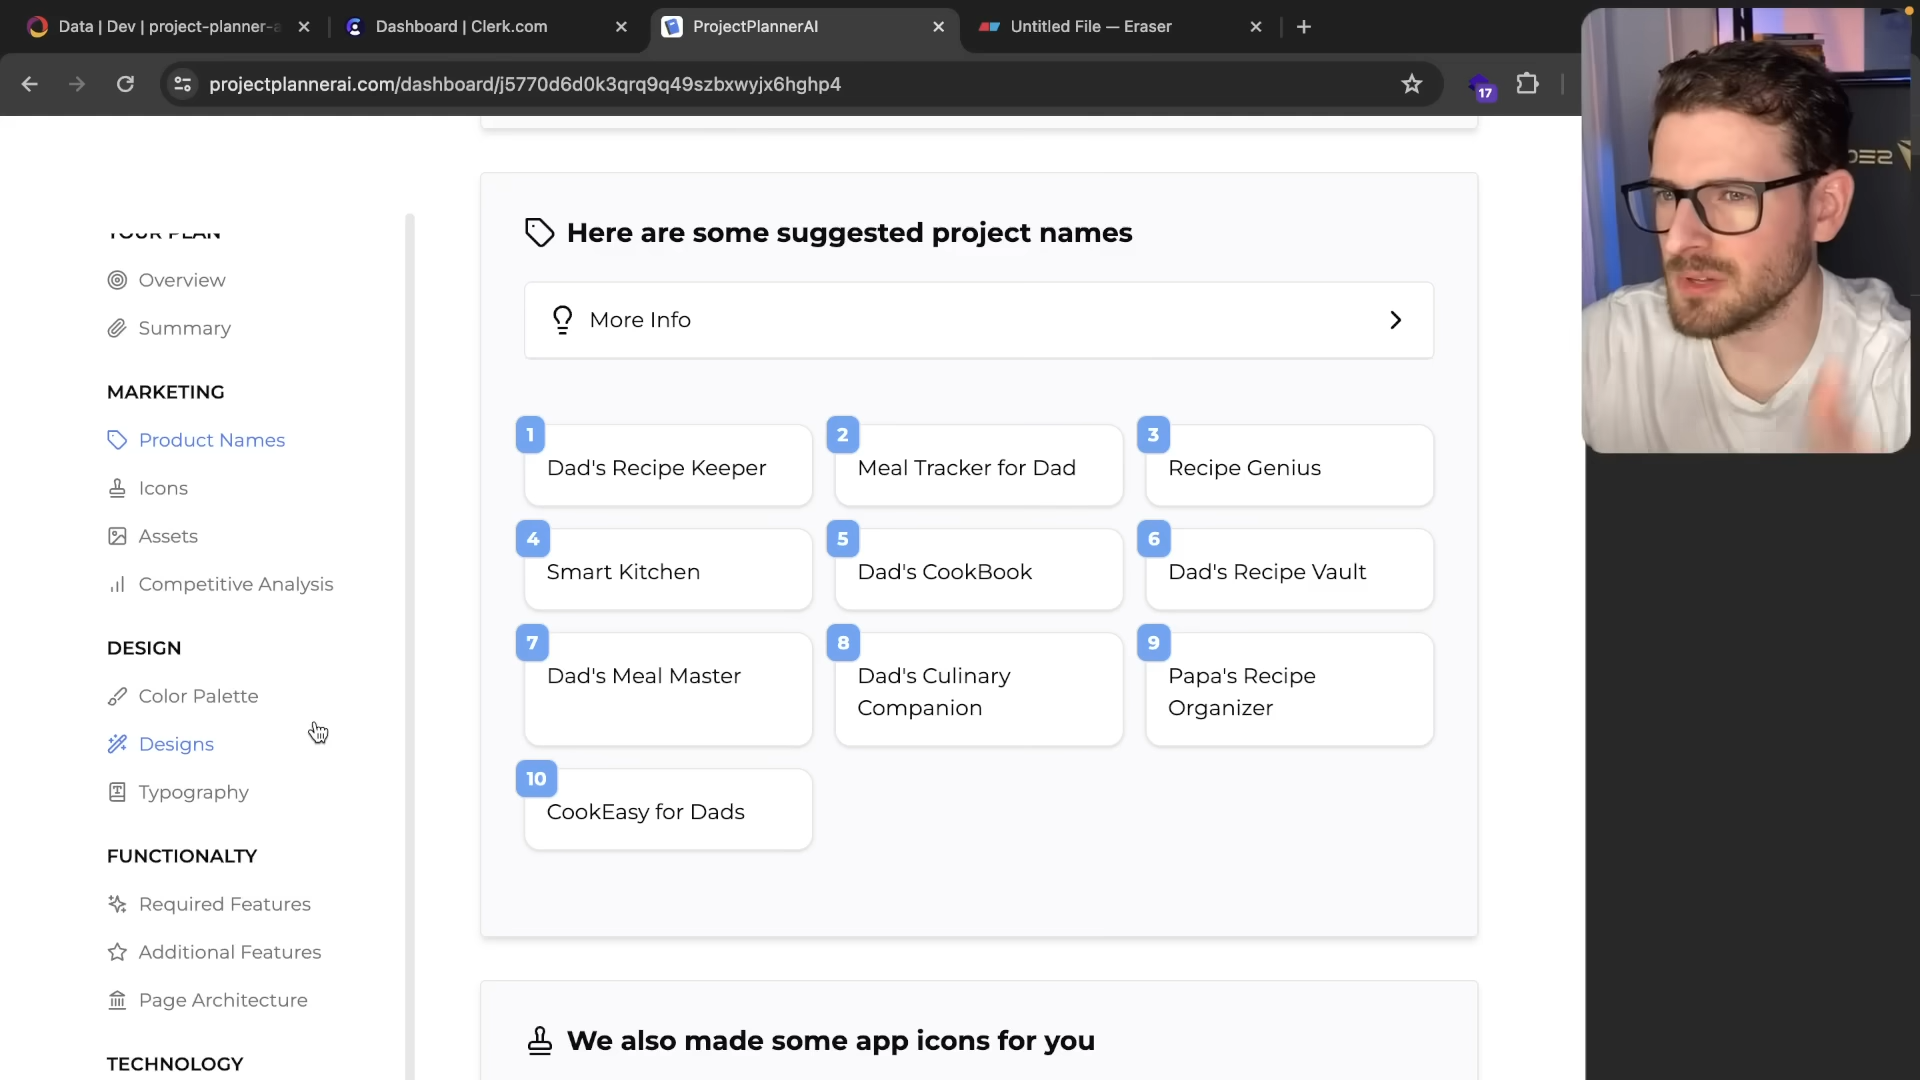 Data | Dev | project-planner-a
Dashboard | Clerk.com
ProjectPlannerAI
Untitled File — Eraser
projectplannerai.com/dashboard/j5770d6d0k3qrq9q49szbxwyjx6hghp4
17
YOUR PLAN
Overview
Summary
MARKETING
Product Names
Icons
Assets
Competitive Analysis
DESIGN
Color Palette
Designs
Typography
FUNCTIONALTY
Required Features
Additional Features
Page Architecture
TECHNOLOGY
Here are some suggested project names
More Info
1
Dad's Recipe Keeper
2
Meal Tracker for Dad
3
Recipe Genius
4
Smart Kitchen
5
Dad's CookBook
6
Dad's Recipe Vault
7
Dad's Meal Master
8
Dad's Culinary
Companion
9
Papa's Recipe
Organizer
10
CookEasy for Dads
We also made some app icons for you